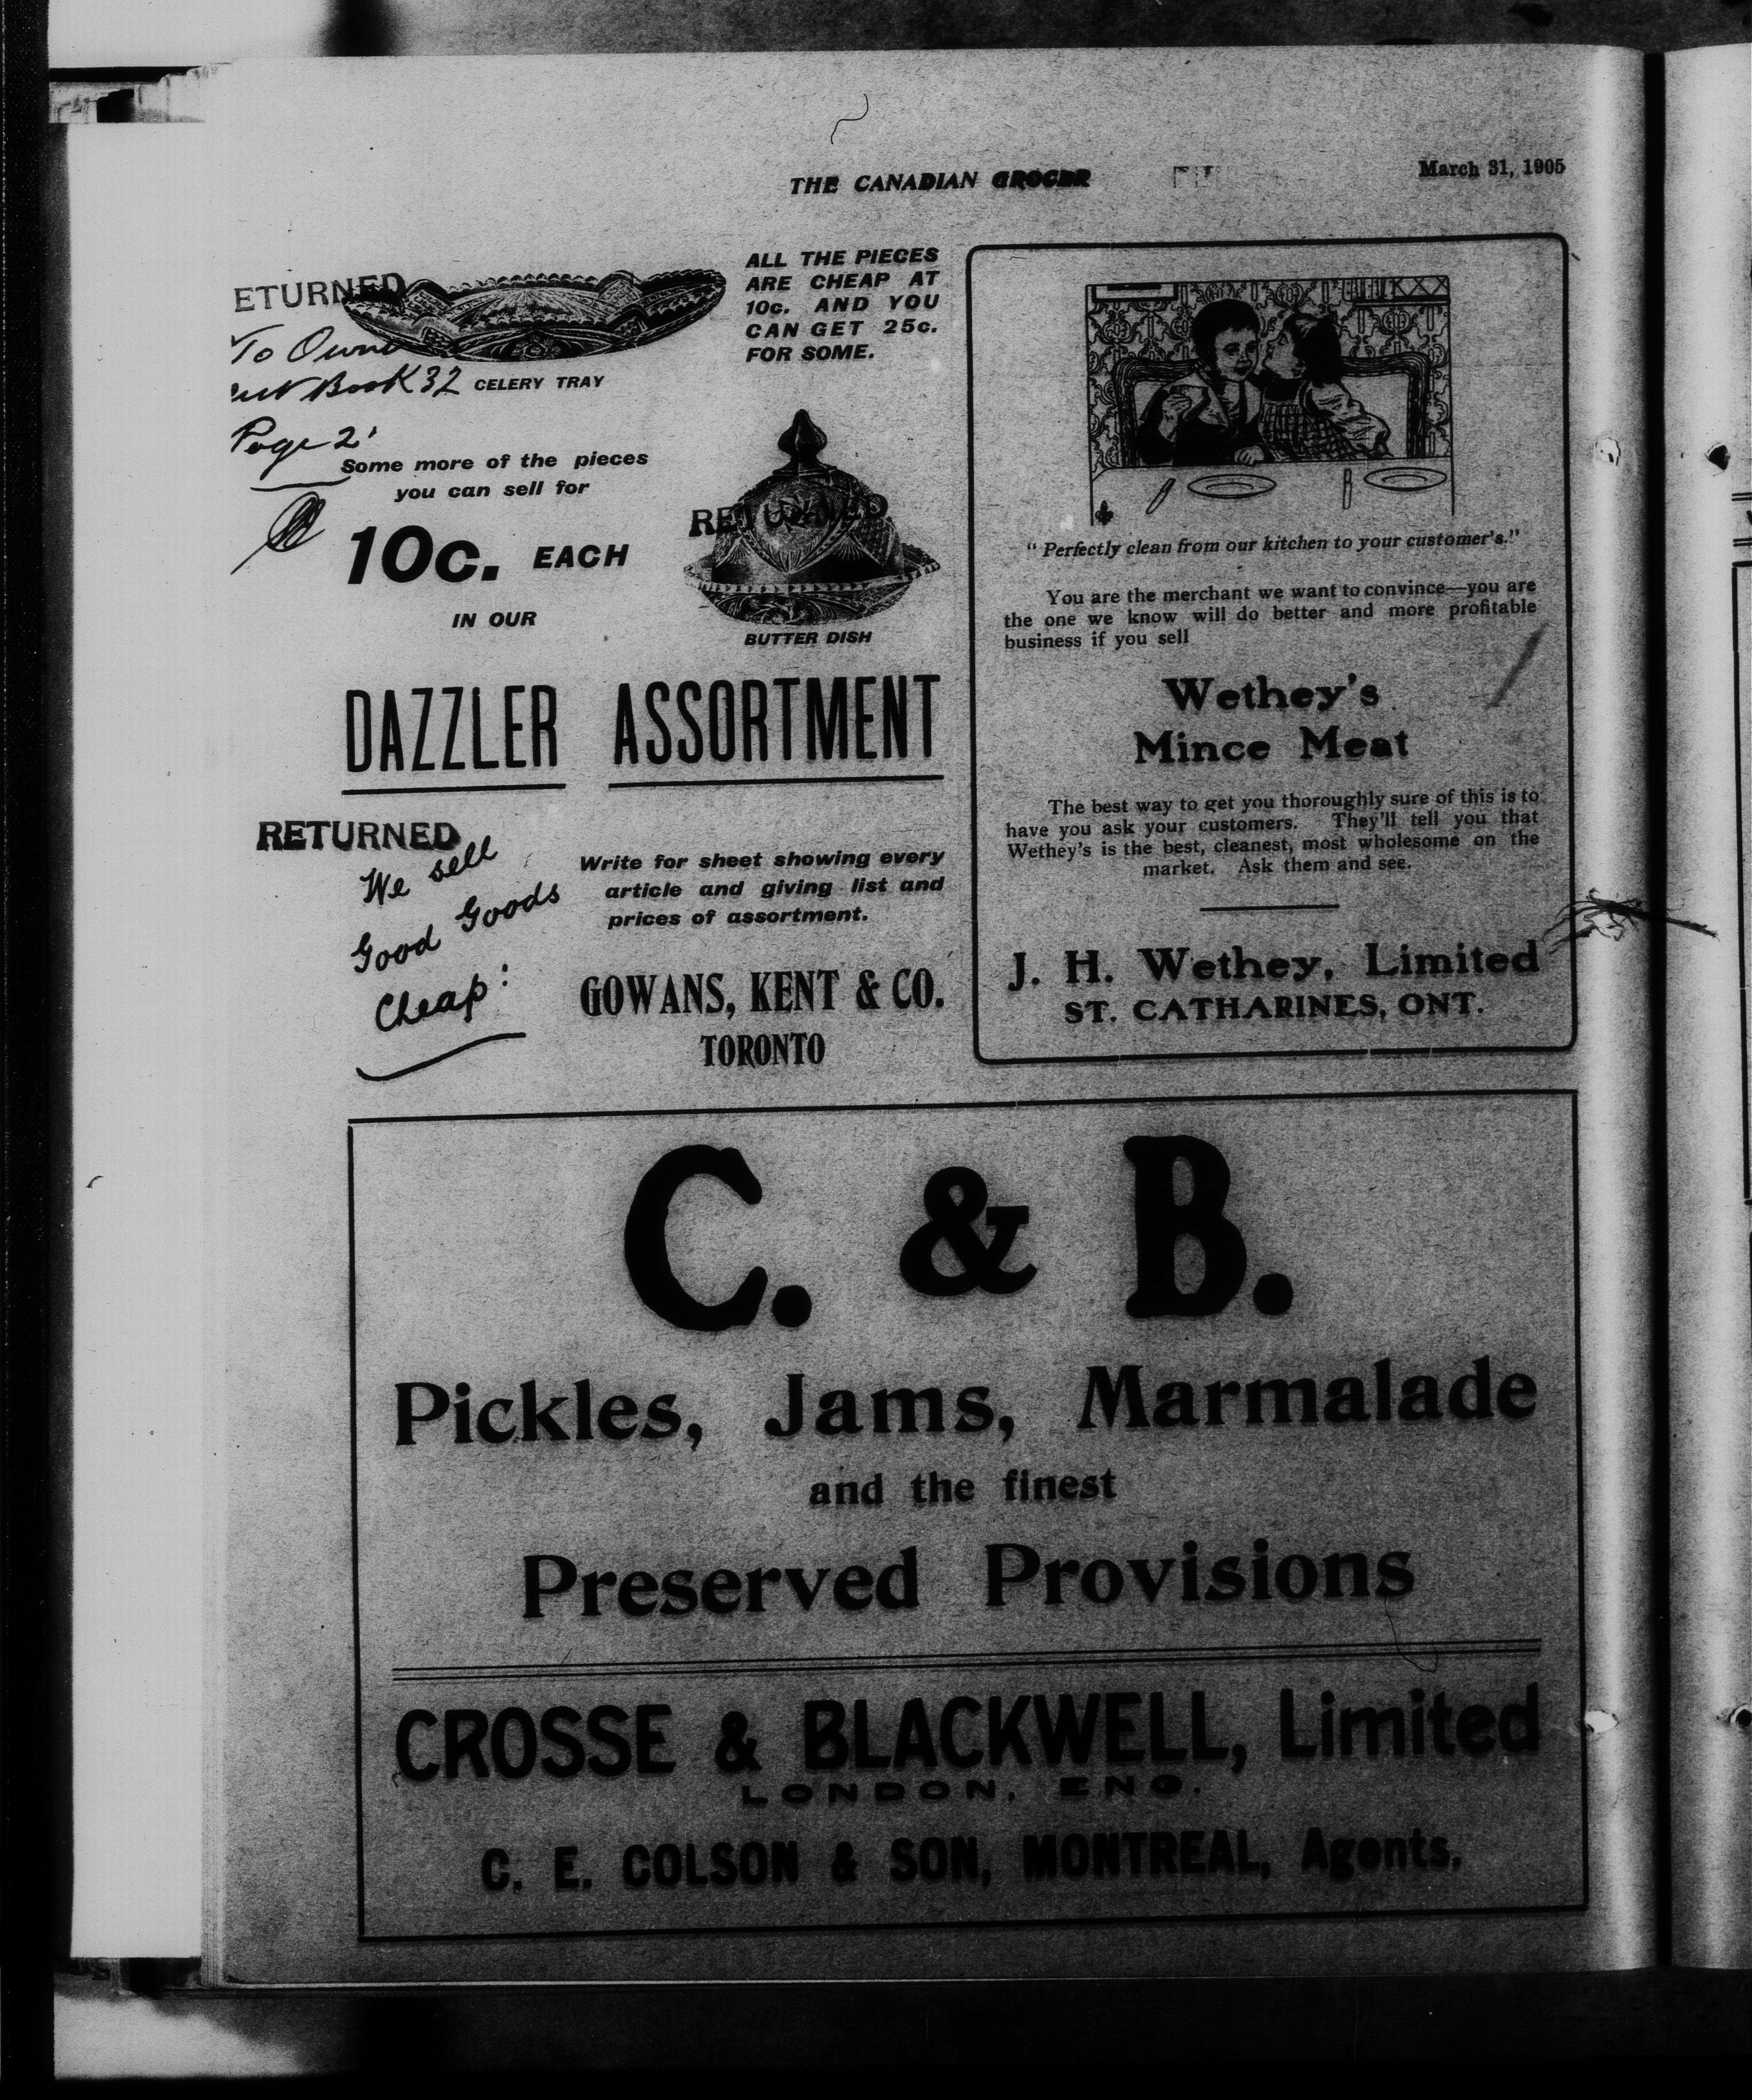 THE CANADIAN GROCER
March 31, 1905
ETURNED
To Owne
Book 32
Page 2
CELERY TRAY
ALL THE PIECES
ARE CHEAP AT
10c. AND YOU
CAN GET 25c.
FOR SOME.
Some more of the pieces
you can sell for
10c. EACH
IN OUR
RETURNED
BUTTER DISH
DAZZLER ASSORTMENT
RETURNED
We sell
Good Goods
Cheap:
Write for sheet showing every
article and giving list and
prices of assortment.
GOWANS, KENT & CO.
TORONTO
"Perfectly clean from our kitchen to your customer's."
You are the merchant we want to convince—you are
the one we know will do better and more profitable
business if you sell
Wethey's
Mince Meat
The best way to get you thoroughly sure of this is to
have you ask your customers. They'll tell you that
Wethey's is the best, cleanest, most wholesome on the
market. Ask them and see.
J. H. Wethey, Limited
ST. CATHARINES, ONT.
C. & B.
Pickles, Jams, Marmalade
and the finest
Preserved Provisions
CROSSE & BLACKWELL, Limited
LONDON, ENG.
C. E. COLSON & SON, MONTREAL, Agents.